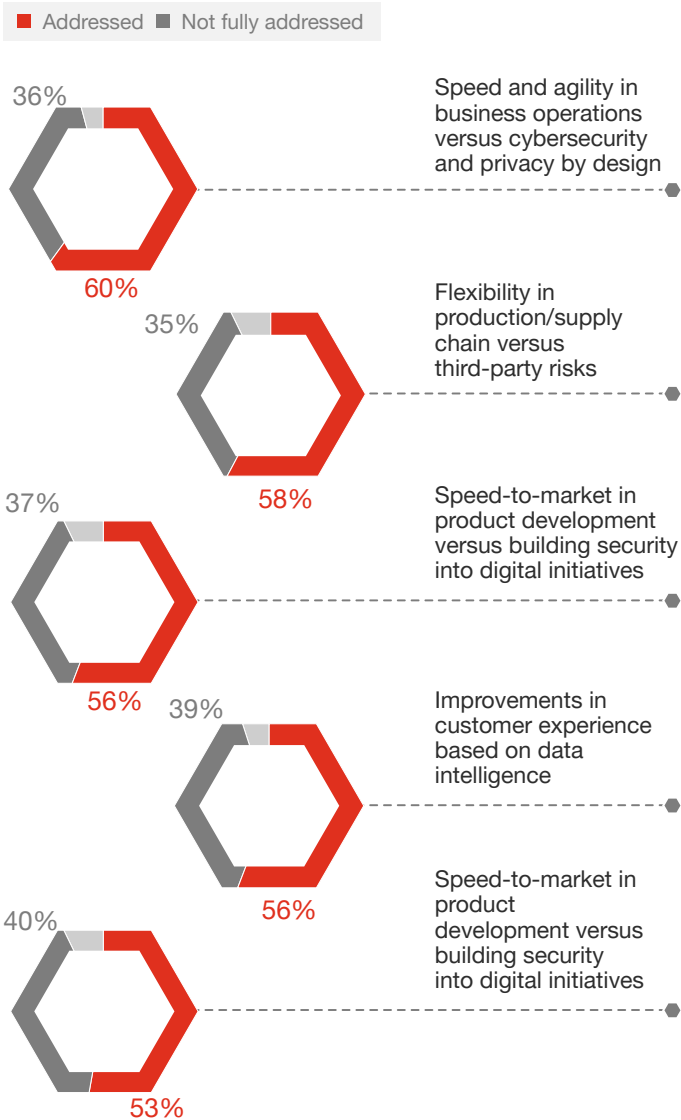 Addressed Not fully addressed
36%
Speed and agility in
business operations
versus cybersecurity
and privacy by design
60%
35%
Flexibility in
production/supply
chain versus
third-party risks
58%
37%
Speed-to-market in
product development
versus building security
into digital initiatives
56%
39%
Improvements in
customer experience
based on data
intelligence
56%
40%
Speed-to-market in
product
development versus
building security
into digital initiatives
53%